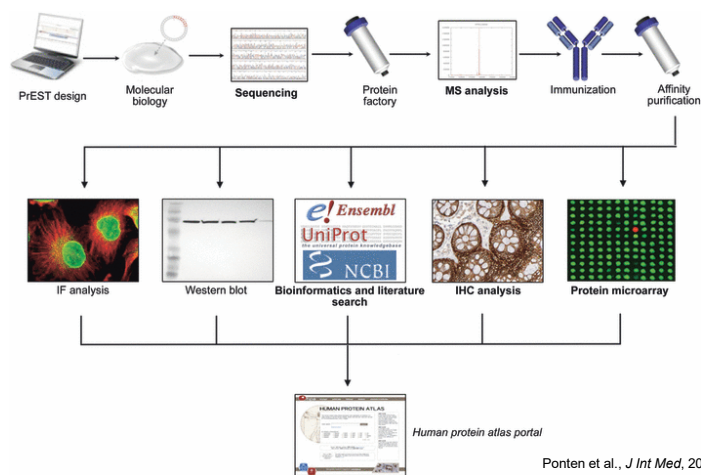 PrEST design
Molecular
biology
Sequencing
Protein
factory
MS analysis
Immunization
Affinity
purification
IF analysis
Western blot
e! Ensembl
UniProt
the universal protein knowledgebase
NCBI
Bioinformatics and literature
search
IHC analysis
Protein microarray
HUMAN PROTEIN ATLAS
Human protein atlas portal
Ponten et al., J Int Med, 20